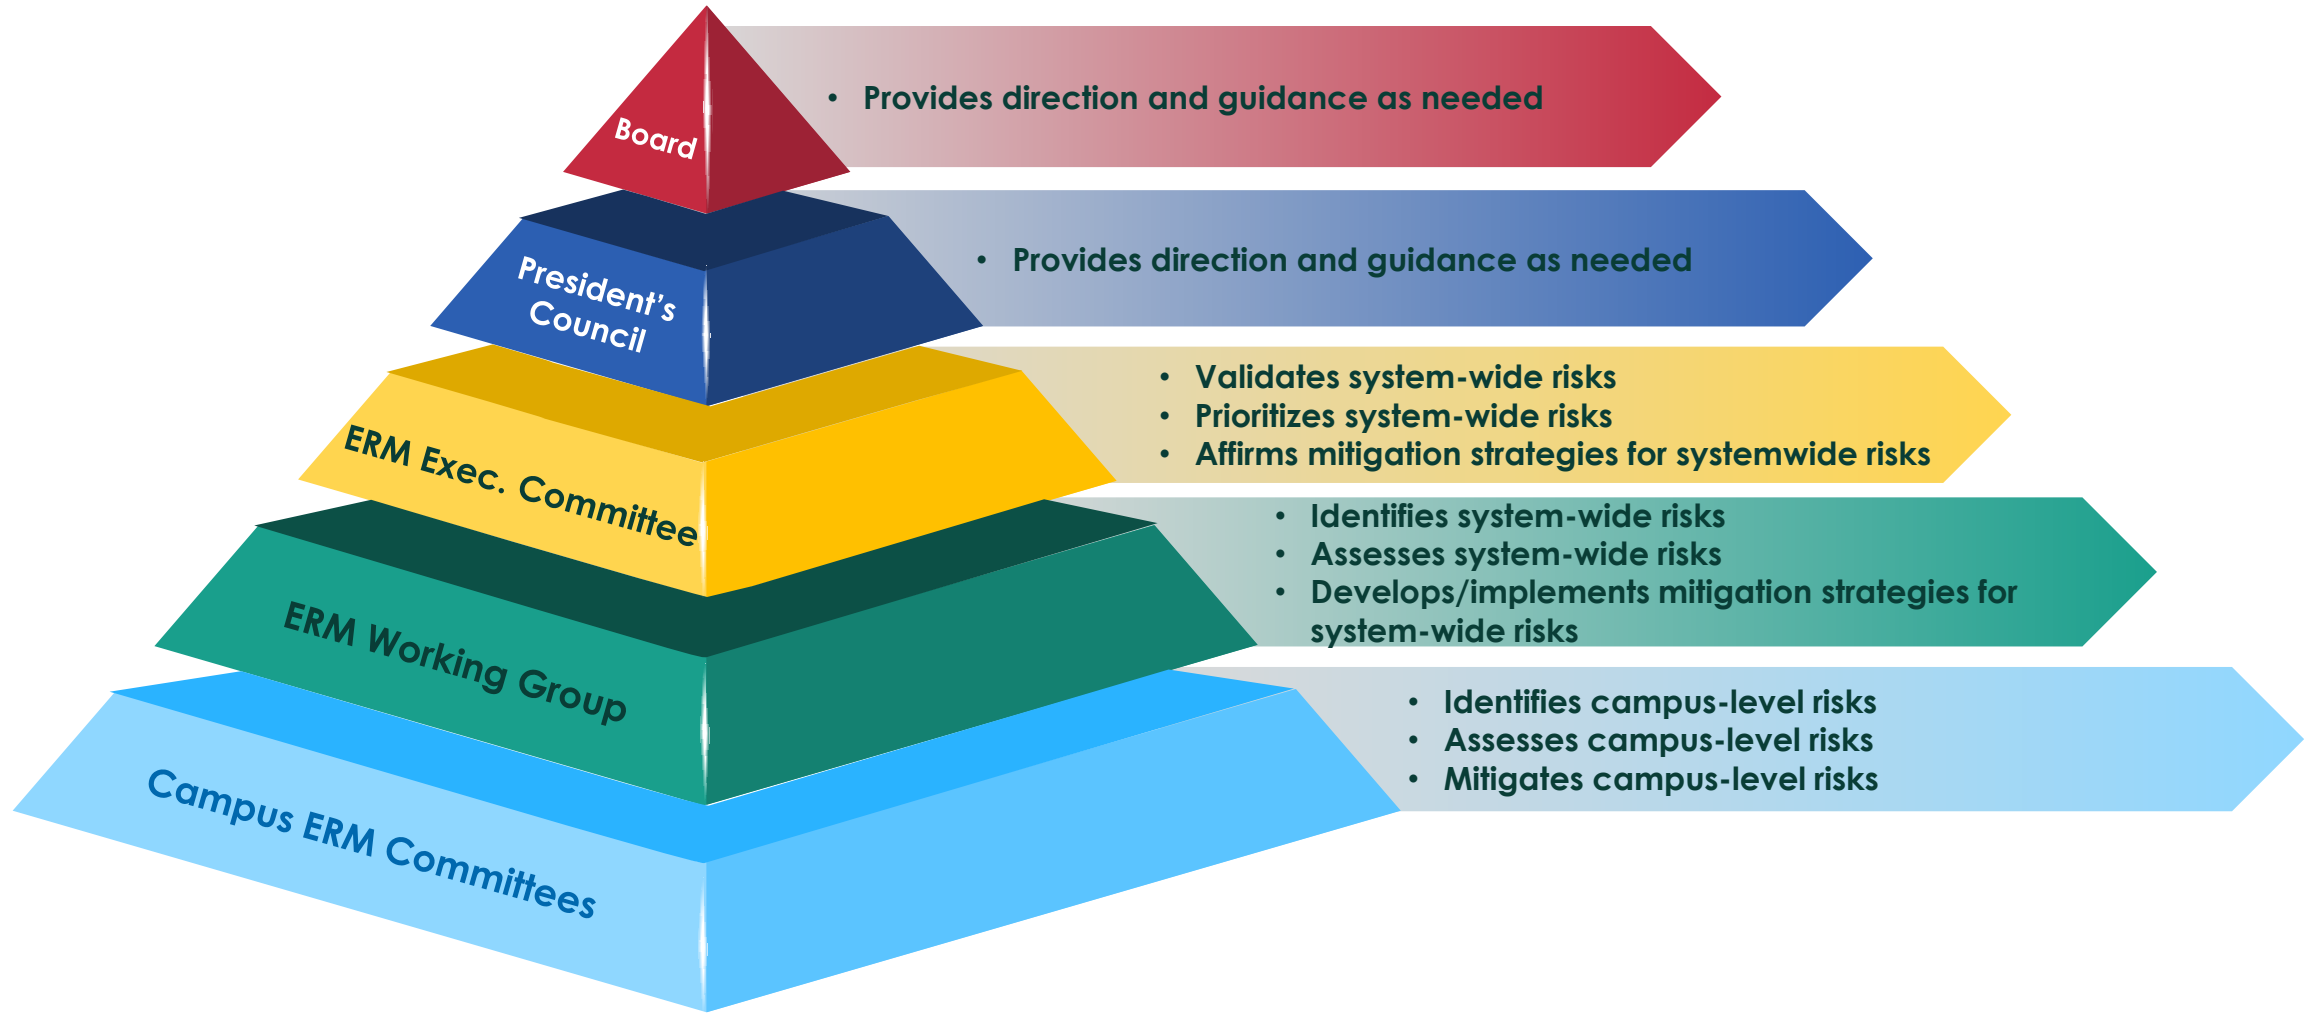 Board
• Provides direction and guidance as needed
President’s
Council
• Provides direction and guidance as needed
ERM Exec. Committee
• Validates system-wide risks
• Prioritizes system-wide risks
• Affirms mitigation strategies for systemwide risks
ERM Working Group
• Identifies system-wide risks
• Assesses system-wide risks
• Develops/implements mitigation strategies for
system-wide risks
Campus ERM Committees
• Identifies campus-level risks
• Assesses campus-level risks
• Mitigates campus-level risks